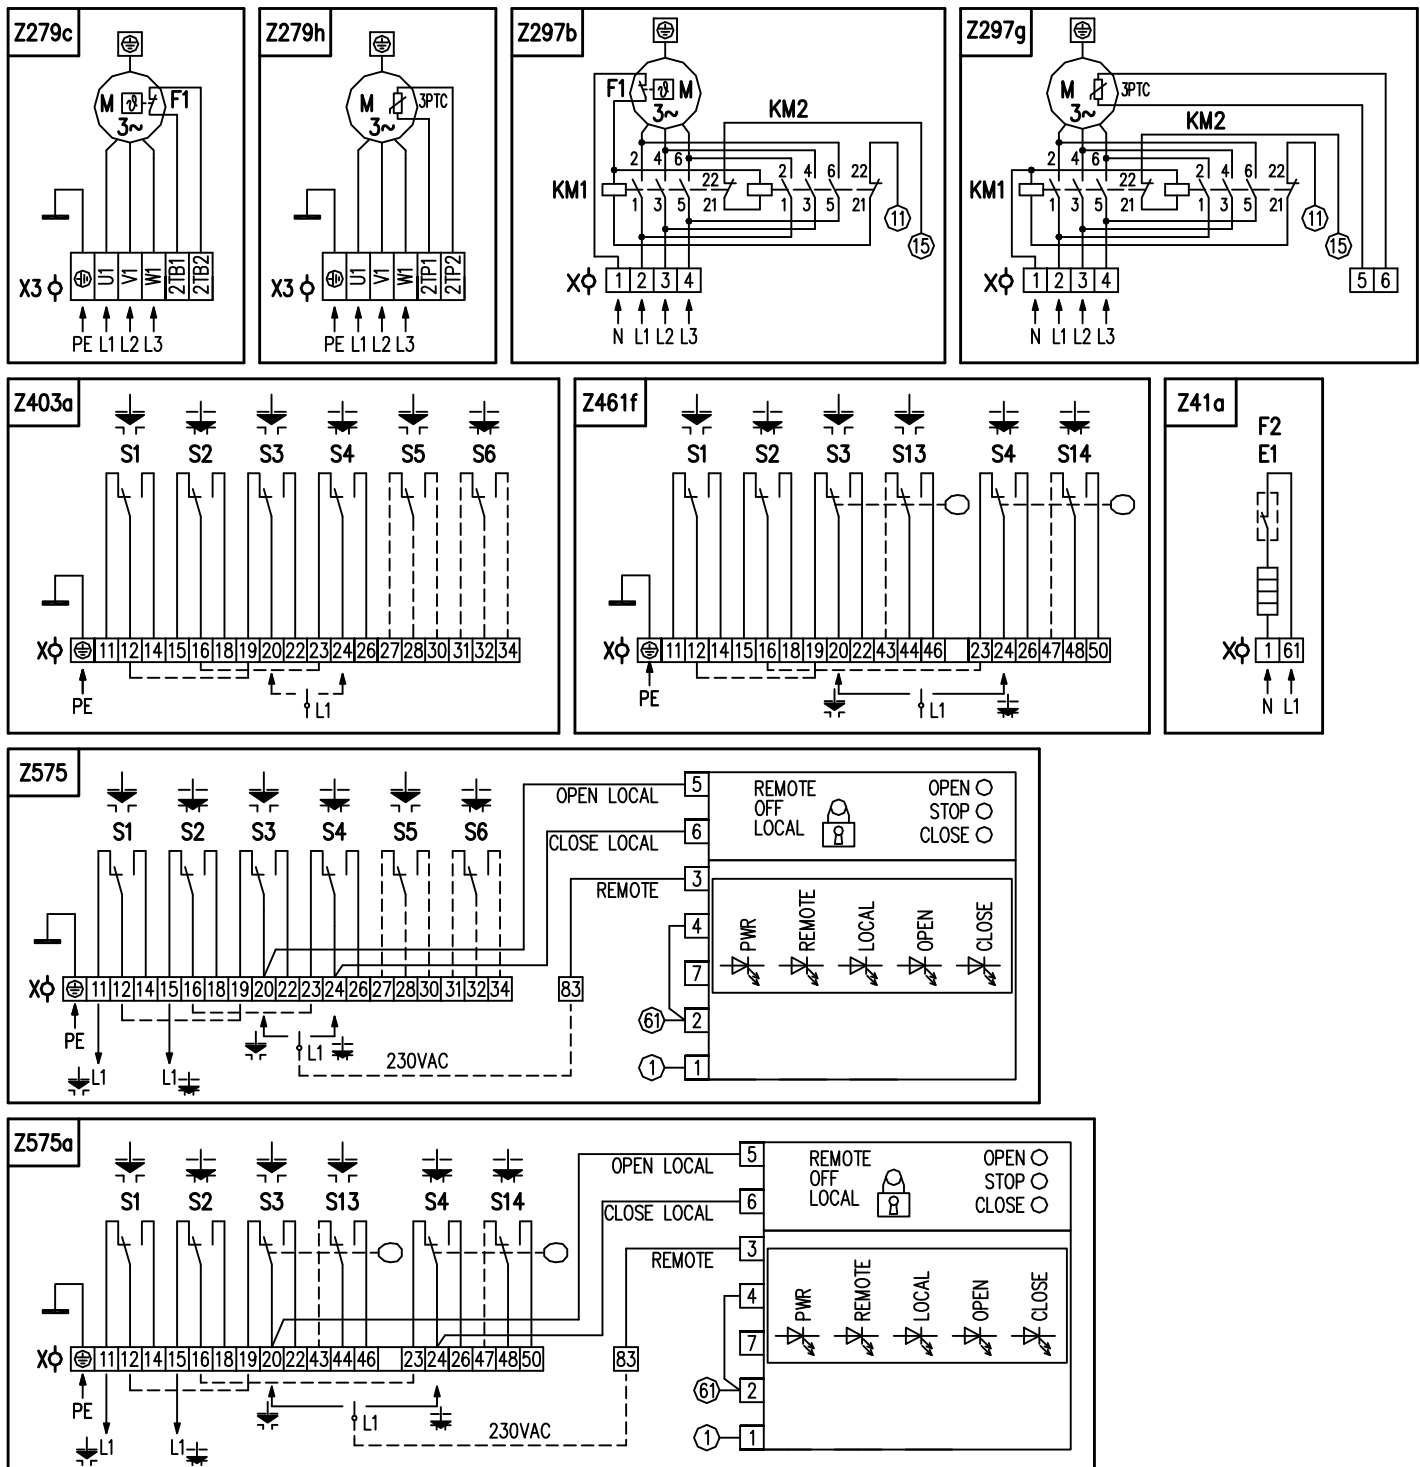 Z279c
M
3~
F1
X3
U1 V1 W1 2TB1 2TB2
PE L1 L2 L3
Z279h
M
3~
3PTC
X3
U1 V1 W1 2TP1 2TP2
PE L1 L2 L3
Z297b
F1 M
3~
KM2
2 4 6 22 2 4 6 22
KM1
1 3 5 21 1 3 5 21
11
15
X 1 2 3 4
N L1 L2 L3
Z297g
M
3~
3PTC
KM2
2 4 6 22 2 4 6 22
KM1
1 3 5 21 1 3 5 21
11
15
X 1 2 3 4 5 6
N L1 L2 L3
Z403a
S1 S2 S3 S4 S5 S6
X 11 12 14 15 16 18 19 20 22 23 24 26 27 28 30 31 32 34
PE
L1
Z461f
S1 S2 S3 S13 S4 S14
X 11 12 14 15 16 18 19 20 22 43 44 46 23 24 26 47 48 50
PE
L1
Z41a
F2
E1
X 1 61
N L1
Z575
S1 S2 S3 S4 S5 S6
OPEN LOCAL
CLOSE LOCAL
REMOTE
X 11 12 14 15 16 18 19 20 22 23 24 26 27 28 30 31 32 34 83
PE
L1 L1
L1
230VAC
5
6
3
4
7
61 2
1 1
REMOTE
OFF
LOCAL
OPEN
STOP
CLOSE
PWR REMOTE LOCAL OPEN CLOSE
Z575a
S1 S2 S3 S13 S4 S14
OPEN LOCAL
CLOSE LOCAL
REMOTE
X 11 12 14 15 16 18 19 20 22 43 44 46 23 24 26 47 48 50 83
PE
L1 L1
L1
230VAC
5
6
3
4
7
61 2
1 1
REMOTE
OFF
LOCAL
OPEN
STOP
CLOSE
PWR REMOTE LOCAL OPEN CLOSE